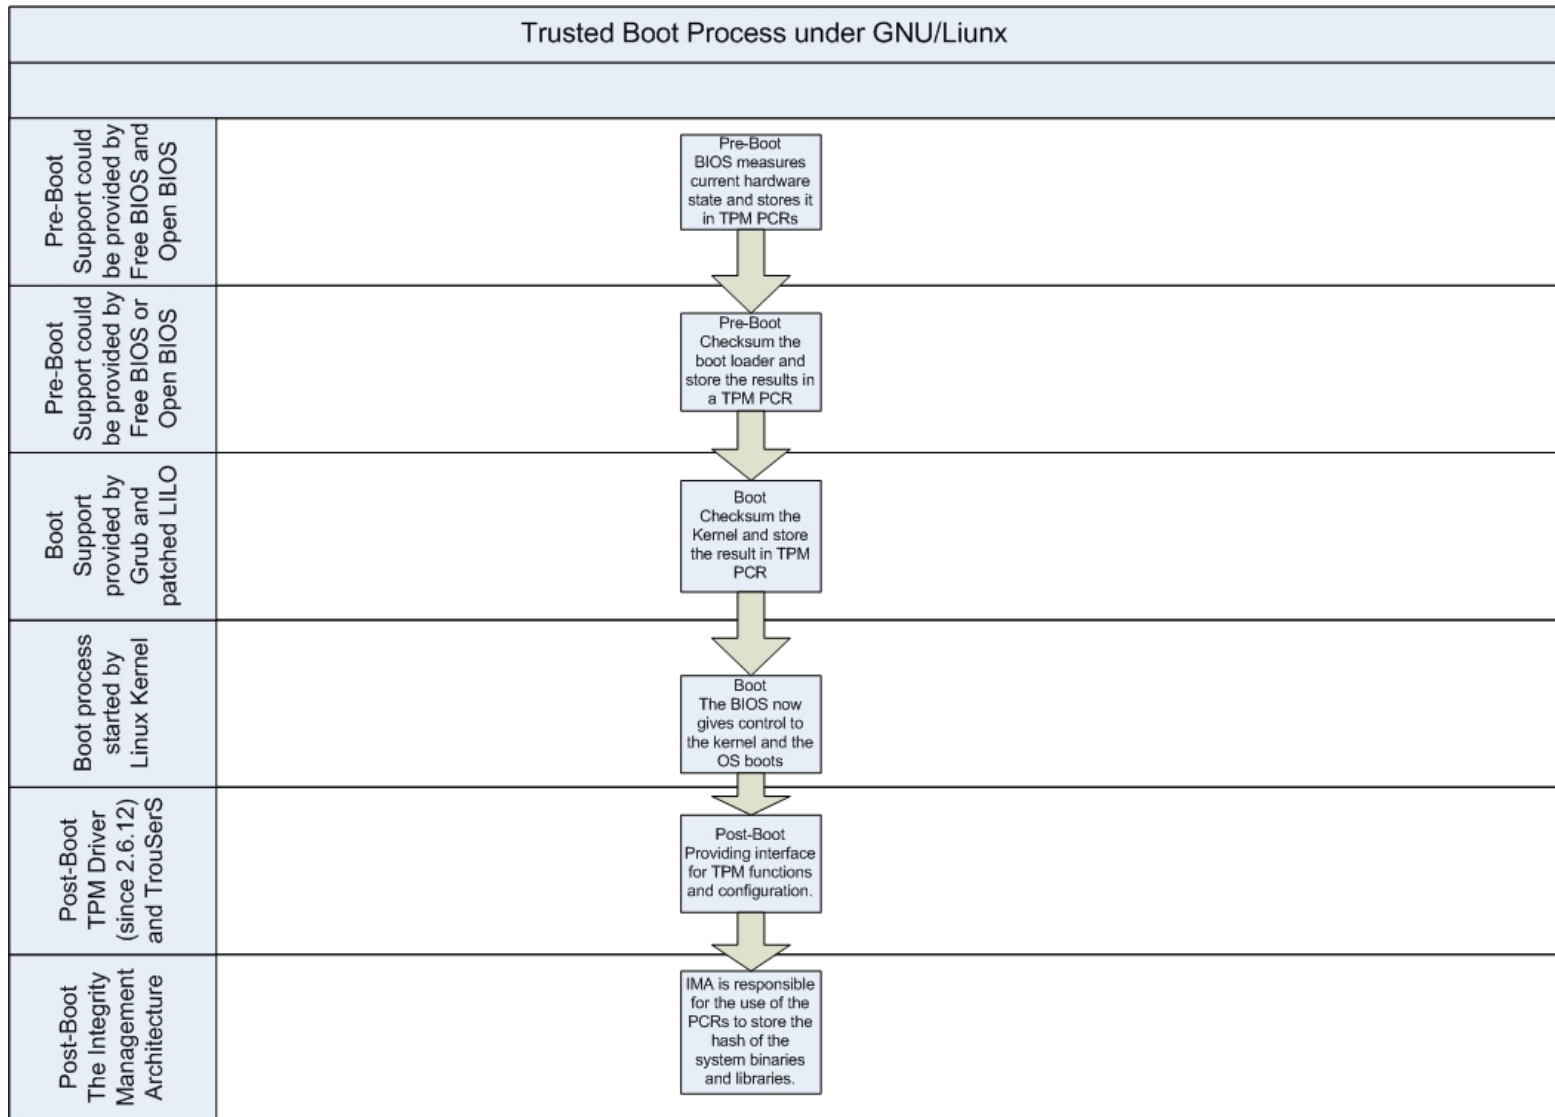 Trusted Boot Process under GNU/Liunx
Pre-Boot
Support could
be provided by
Free BIOS and
Open BIOS
Pre-Boot
BIOS measures
current hardware
state and stores it
in TPM PCRs
Pre-Boot
Support could
be provided by
Free BIOS or
Open BIOS
Pre-Boot
Checksum the
boot loader and
store the results in
a TPM PCR
Boot
Support
provided by
Grub and
patched LILO
Boot
Checksum the
Kernel and store
the result in TPM
PCR
Boot process
started by
Linux Kernel
Boot
The BIOS now
gives control to
the kernel and the
OS boots
Post-Boot
TPM Driver
(since 2.6.12)
and TrouSerS
Post-Boot
Providing interface
for TPM functions
and configuration.
Post-Boot
The Integrity
Management
Architecture
IMA is responsible
for the use of the
PCRs to store the
hash of the
system binaries
and libraries.